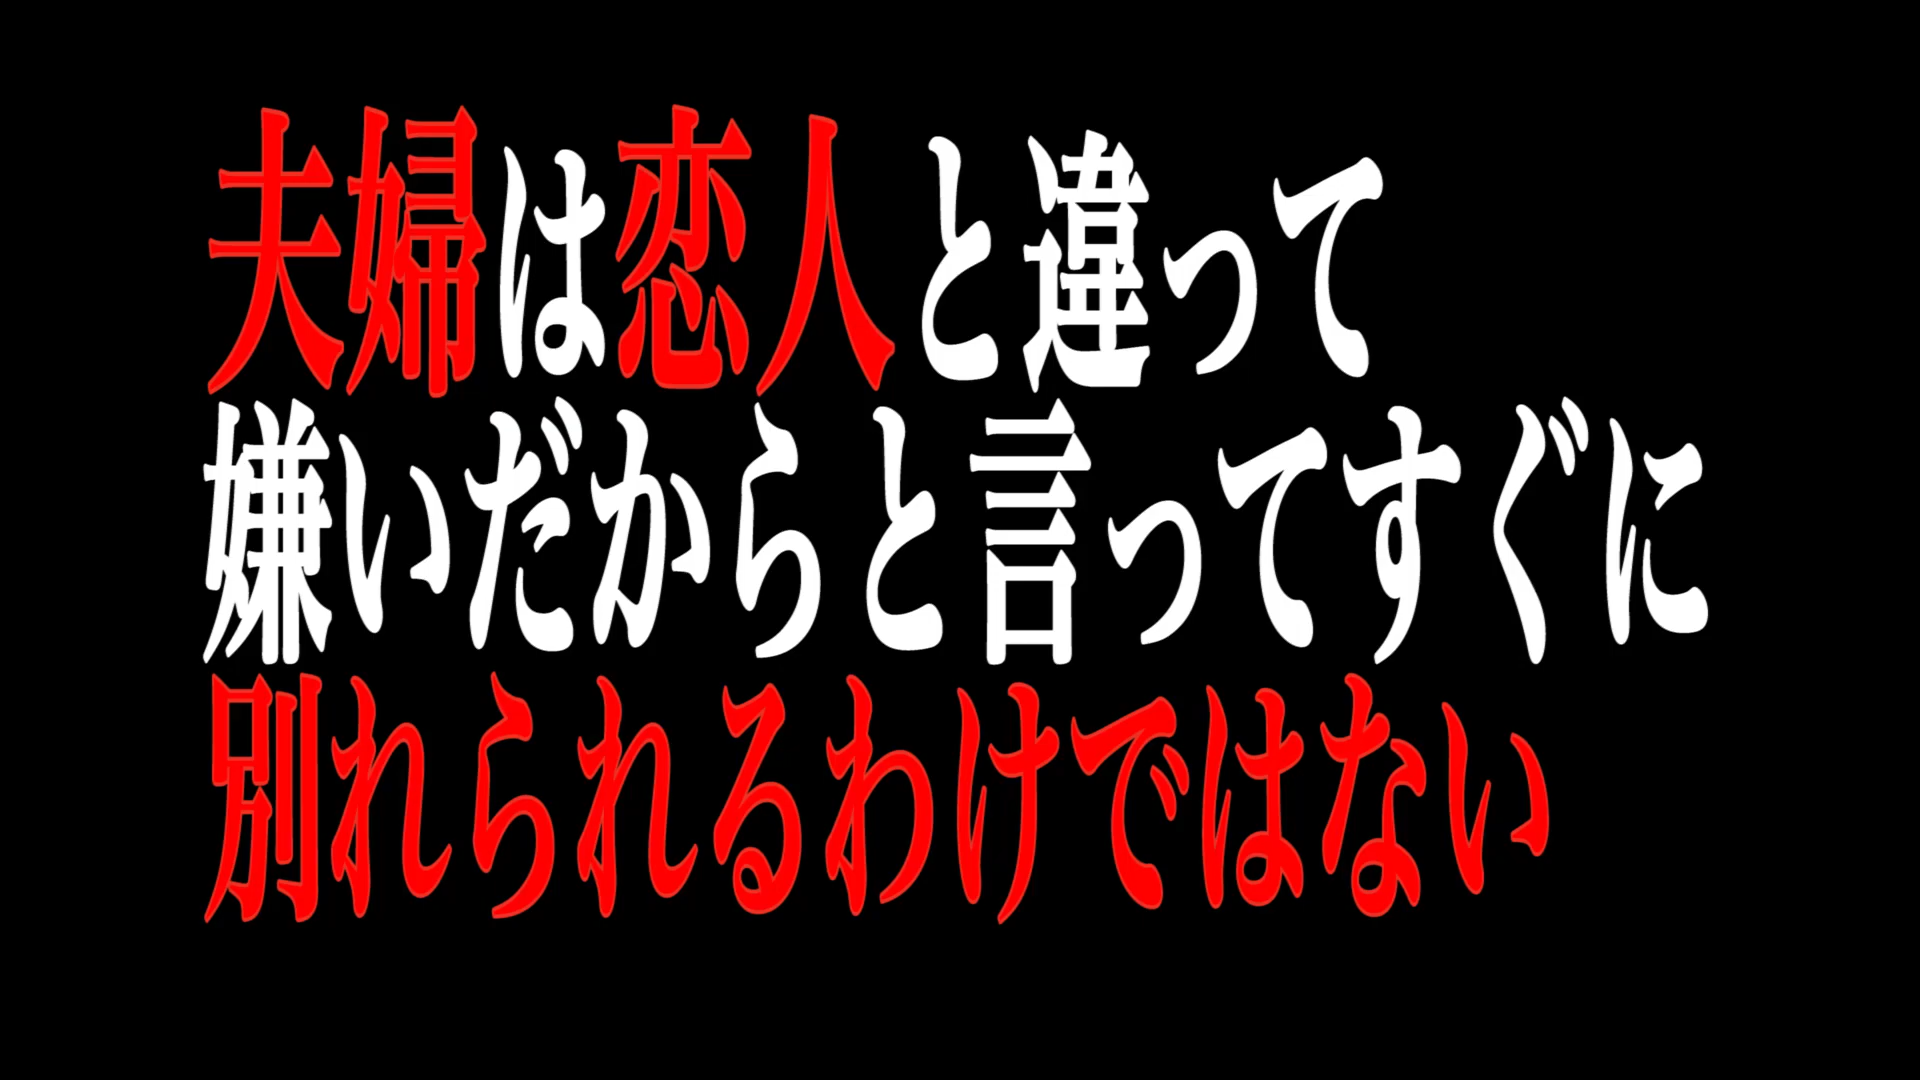 夫婦は恋人と違って
嫌いだからと言ってすぐに
別れられるわけではない